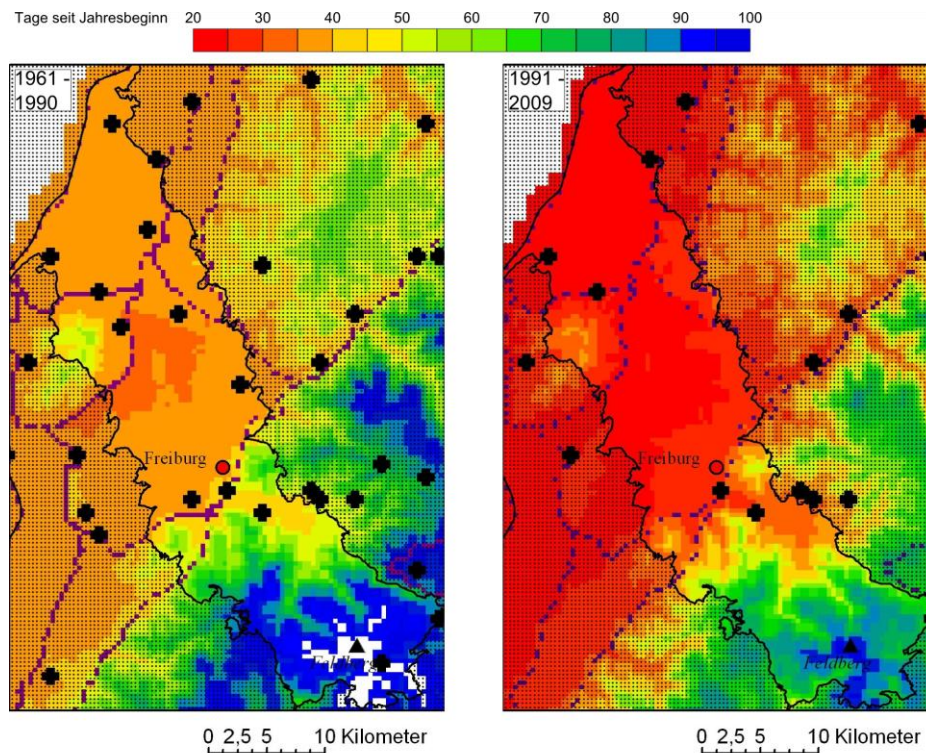 Tage seit Jahresbeginn 20 30 40 50 60 70 80 90 100
1961 -
1990
1991 -
2009
Freiburg
Freiburg
Feldberg
Feldberg
0 2,5 5 10 Kilometer
0 2,5 5 10 Kilometer